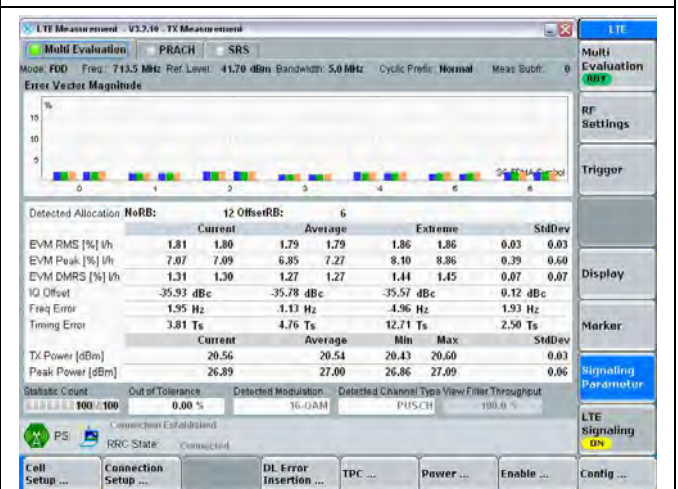 LTE Measurement - V3.2.10 - TX Measurement
LTE
Multi Evaluation PRACH SRS
Multi Evaluation RDY
Mode: FDD Freq.: 713.5 MHz Ref. Level: 41.70 dBm Bandwidth: 5.0 MHz Cyclic Prefix: Normal Meas Subfr.: 0
Error Vector Magnitude
%
15
10
5
SC-FDMA Symbol
0 1 2 3 4 6
RF Settings
Trigger
Detected Allocation NoRB: 12 OffsetRB: 6
Current Average Extreme StdDev
EVM RMS [%] l/h 1.81 1.80 1.79 1.79 1.86 1.86 0.03 0.03
EVM Peak [%] l/h 7.07 7.09 6.85 7.27 8.10 8.86 0.39 0.60
EVM DMRS [%] l/h 1.31 1.30 1.27 1.27 1.44 1.45 0.07 0.07
IQ Offset -35.93 dBc -35.78 dBc -35.57 dBc 0.12 dBc
Freq Error 1.95 Hz -1.13 Hz -4.96 Hz 1.93 Hz
Timing Error 3.81 Ts 4.76 Ts 12.71 Ts 2.50 Ts
Current Average Min Max StdDev
TX Power [dBm] 20.56 20.54 20.43 20.60 0.03
Peak Power [dBm] 26.89 27.00 26.86 27.09 0.06
Display
Marker
Signaling Parameter
Statistic Count Out of Tolerance Detected Modulation Detected Channel Type View Filter Throughput
100 / 100 0.00 % 16-QAM PUSCH 100.0 %
PS: Connection Established
RRC State: Connected
LTE Signaling ON
Cell Setup ... Connection Setup ... DL Error Insertion ... TPC ... Power ... Enable ... Config ...